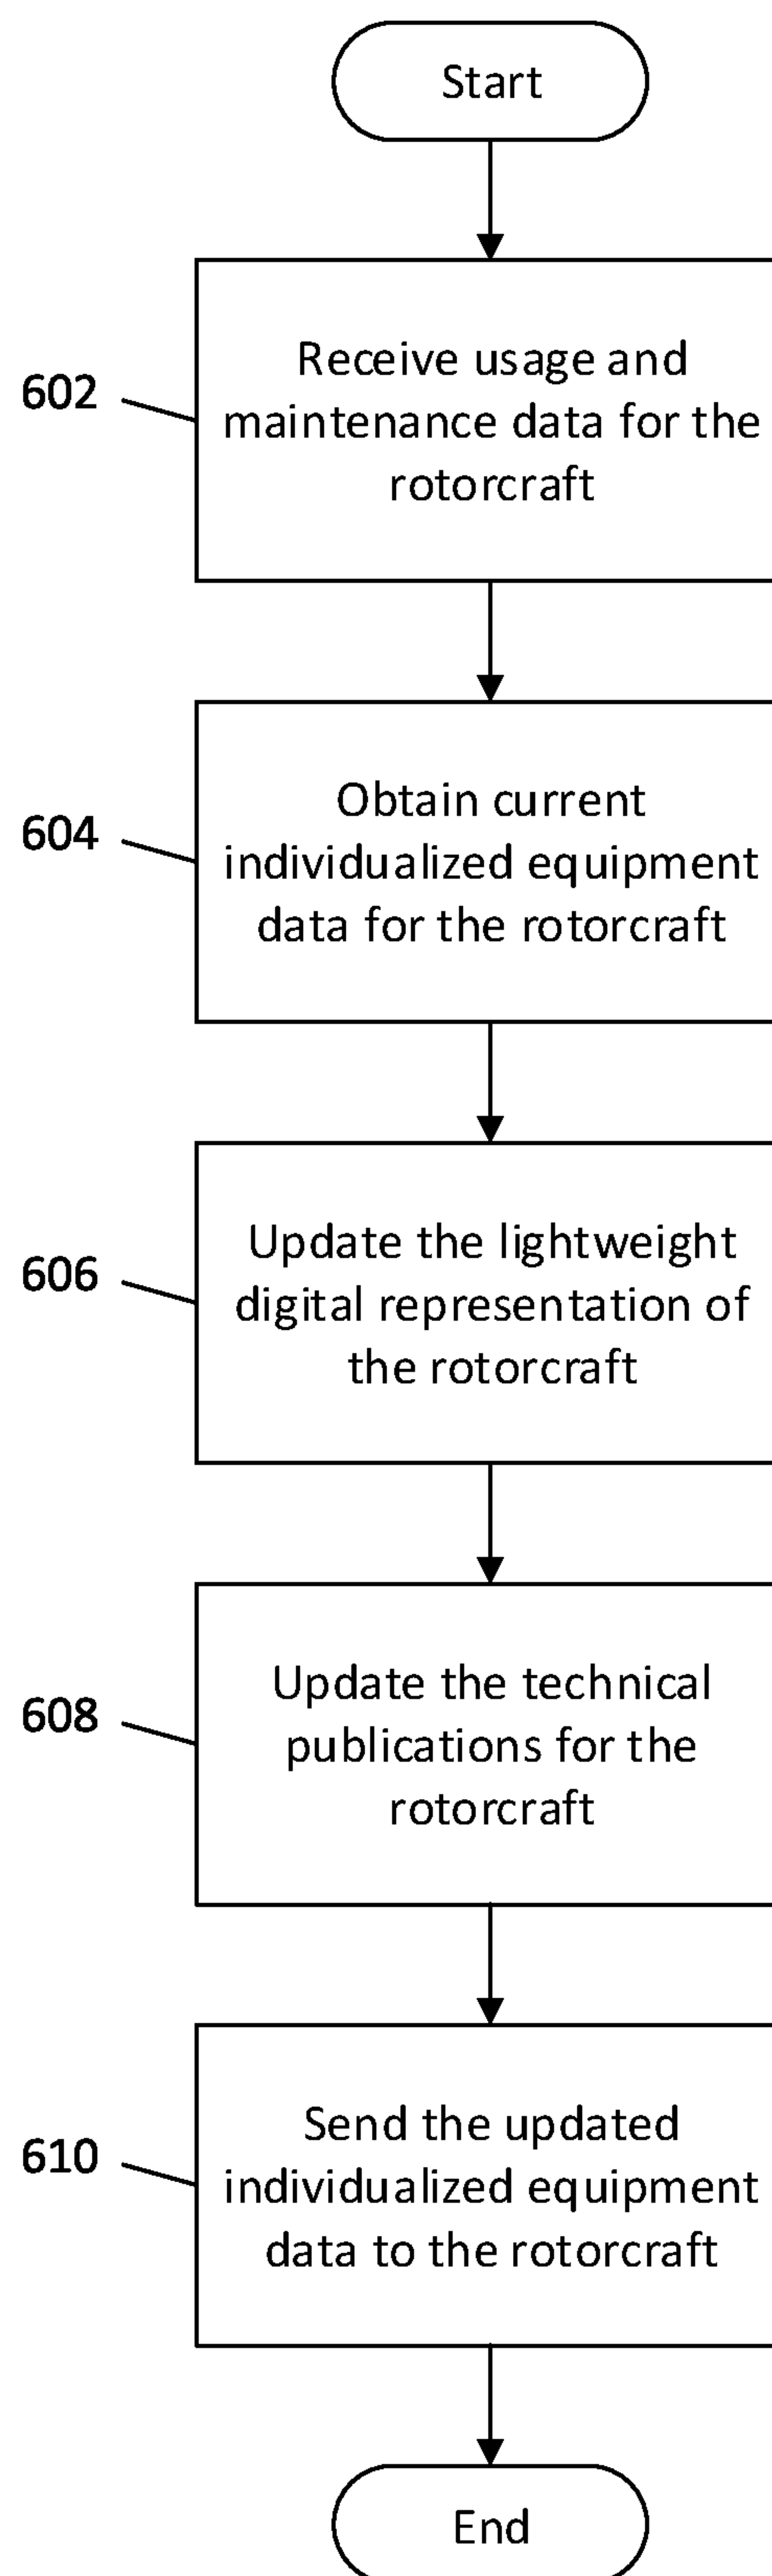 Start
602
Receive usage and
maintenance data for the
rotorcraft
604
Obtain current
individualized equipment
data for the rotorcraft
606
Update the lightweight
digital representation of
the rotorcraft
608
Update the technical
publications for the
rotorcraft
610
Send the updated
individualized equipment
data to the rotorcraft
End